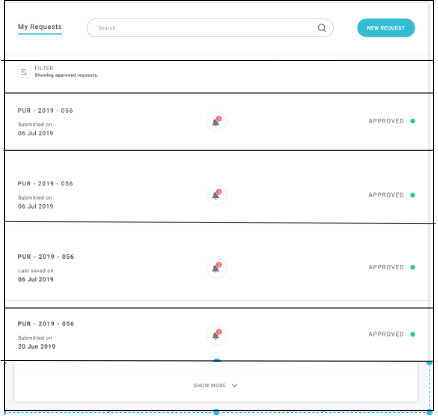 My Requests
Search
NEW REQUEST
FILTER
Showing approved requests.
PUR - 2019 - 056
Submitted on
06 Jul 2019
APPROVED
PUR - 2019 - 056
Submitted on
06 Jul 2019
APPROVED
PUR - 2019 - 056
Last saved on
06 Jul 2019
APPROVED
PUR - 2019 - 056
Submitted on
20 Jun 2019
APPROVED
SHOW MORE